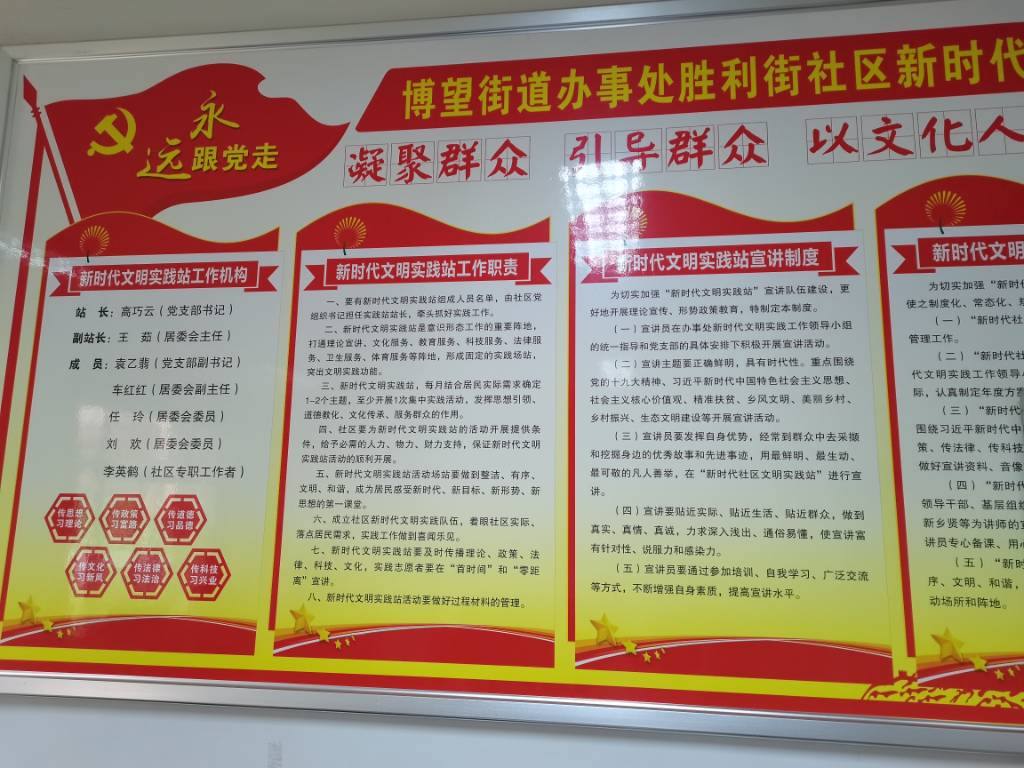 永
远跟党走
博望街道办事处胜利街社区新时代
凝聚群众 引导群众 以文化人
新时代文明实践站工作机构
站 长：高巧云（党支部书记）
副站长：王 茹（居委会主任）
成 员：袁乙翡（党支部副书记）
车红红（居委会副主任）
任 玲（居委会委员）
刘 欢（居委会委员）
李英鹤（社区专职工作者）
传思想
习理论
传政策
习富路
传道德
习品德
传文化
习新风
传法律
习法治
传科技
习兴业
新时代文明实践站工作职责
一、要有新时代文明实践站组成人员名单，由社区党
组织书记担任实践站站长，牵头抓好实践工作。
二、新时代文明实践站是意识形态工作的重要阵地，
打通理论宣讲、文化服务、教育服务、科技服务、法律服
务、卫生服务、体育服务等阵地，形成固定的实践场站，
突出文明实践功能。
三、新时代文明实践站，每月结合居民实际需求确定
1-2个主题，至少开展1次集中实践活动，发挥思想引领、
道德教化、文化传承、服务群众的作用。
四、社区要为新时代文明实践站的活动开展提供条
件，给予必需的人力、物力、财力支持，保证新时代文明
实践站活动的顺利开展。
五、新时代文明实践站活动场站要做到整洁、有序、
文明、和谐，成为居民感受新时代、新目标、新形势、新
思想的第一课堂。
六、成立社区新时代文明实践队伍，着眼社区实际、
落点居民需求，实践工作做到喜闻乐见。
七、新时代文明实践站要及时传播理论、政策、法
律、科技、文化，实践志愿者要在“首时间”和“零距
离”宣讲。
八、新时代文明实践站活动要做好过程材料的管理。
新时代文明实践站宣讲制度
为切实加强“新时代文明实践站”宣讲队伍建设，更
好地开展理论宣传、形势政策教育，特制定本制度。
（一）宣讲员在办事处新时代文明实践工作领导小组
的统一指导和党支部的具体安排下积极开展宣讲活动。
（二）宣讲主题要正确鲜明，具有时代性。重点围绕
党的十九大精神、习近平新时代中国特色社会主义思想、
社会主义核心价值观、精准扶贫、乡风文明、美丽乡村、
乡村振兴、生态文明建设等开展宣讲活动。
（三）宣讲员要发挥自身优势，经常到群众中去采撷
和挖掘身边的优秀故事和先进事迹，用最鲜明、最生动、
最可敬的凡人善举，在“新时代社区文明实践站”进行宣
讲。
（四）宣讲要贴近实际、贴近生活、贴近群众，做到
真实、真情、真诚，力求深入浅出、通俗易懂，使宣讲富
有针对性、说服力和感染力。
（五）宣讲员要通过参加培训、自我学习、广泛交流
等方式，不断增强自身素质，提高宣讲水平。
新时代文明实
为切实加强“新时
使之制度化、常态化、规
（一）“新时代社
管理工作。
（二）“新时代社
代文明实践工作领导小
际，认真制定年度方案
（三）“新时代
围绕习近平新时代中
策、传法律、传科技
做好宣讲资料、音像
（四）“新时
领导干部、基层组织
新乡贤等为讲师的宣
讲员专心备课、用心
（五）“新
序、文明、和谐，
动场所和阵地。